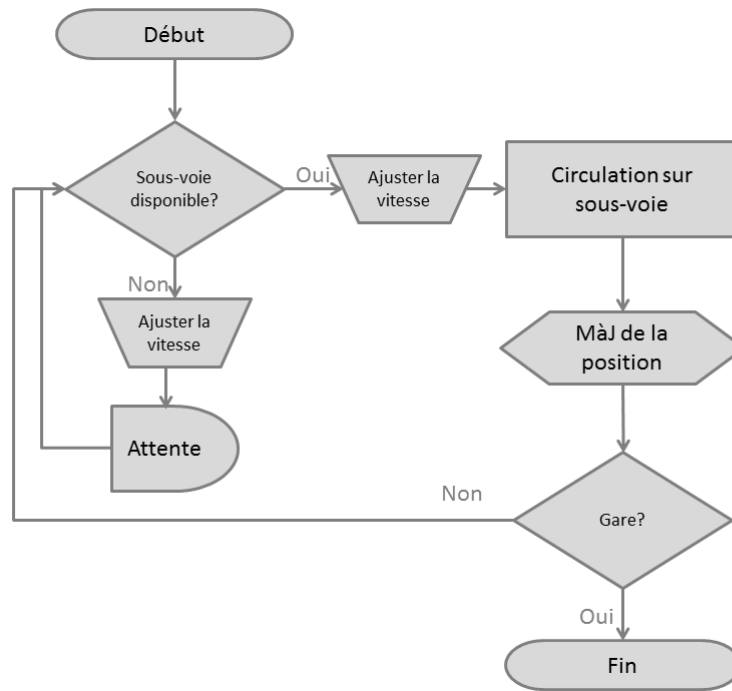 Début
Sous-voie
disponible?
Oui
Ajuster la
vitesse
Circulation sur
sous-voie
Non
Ajuster la
vitesse
Attente
MàJ de la
position
Non
Gare?
Oui
Fin